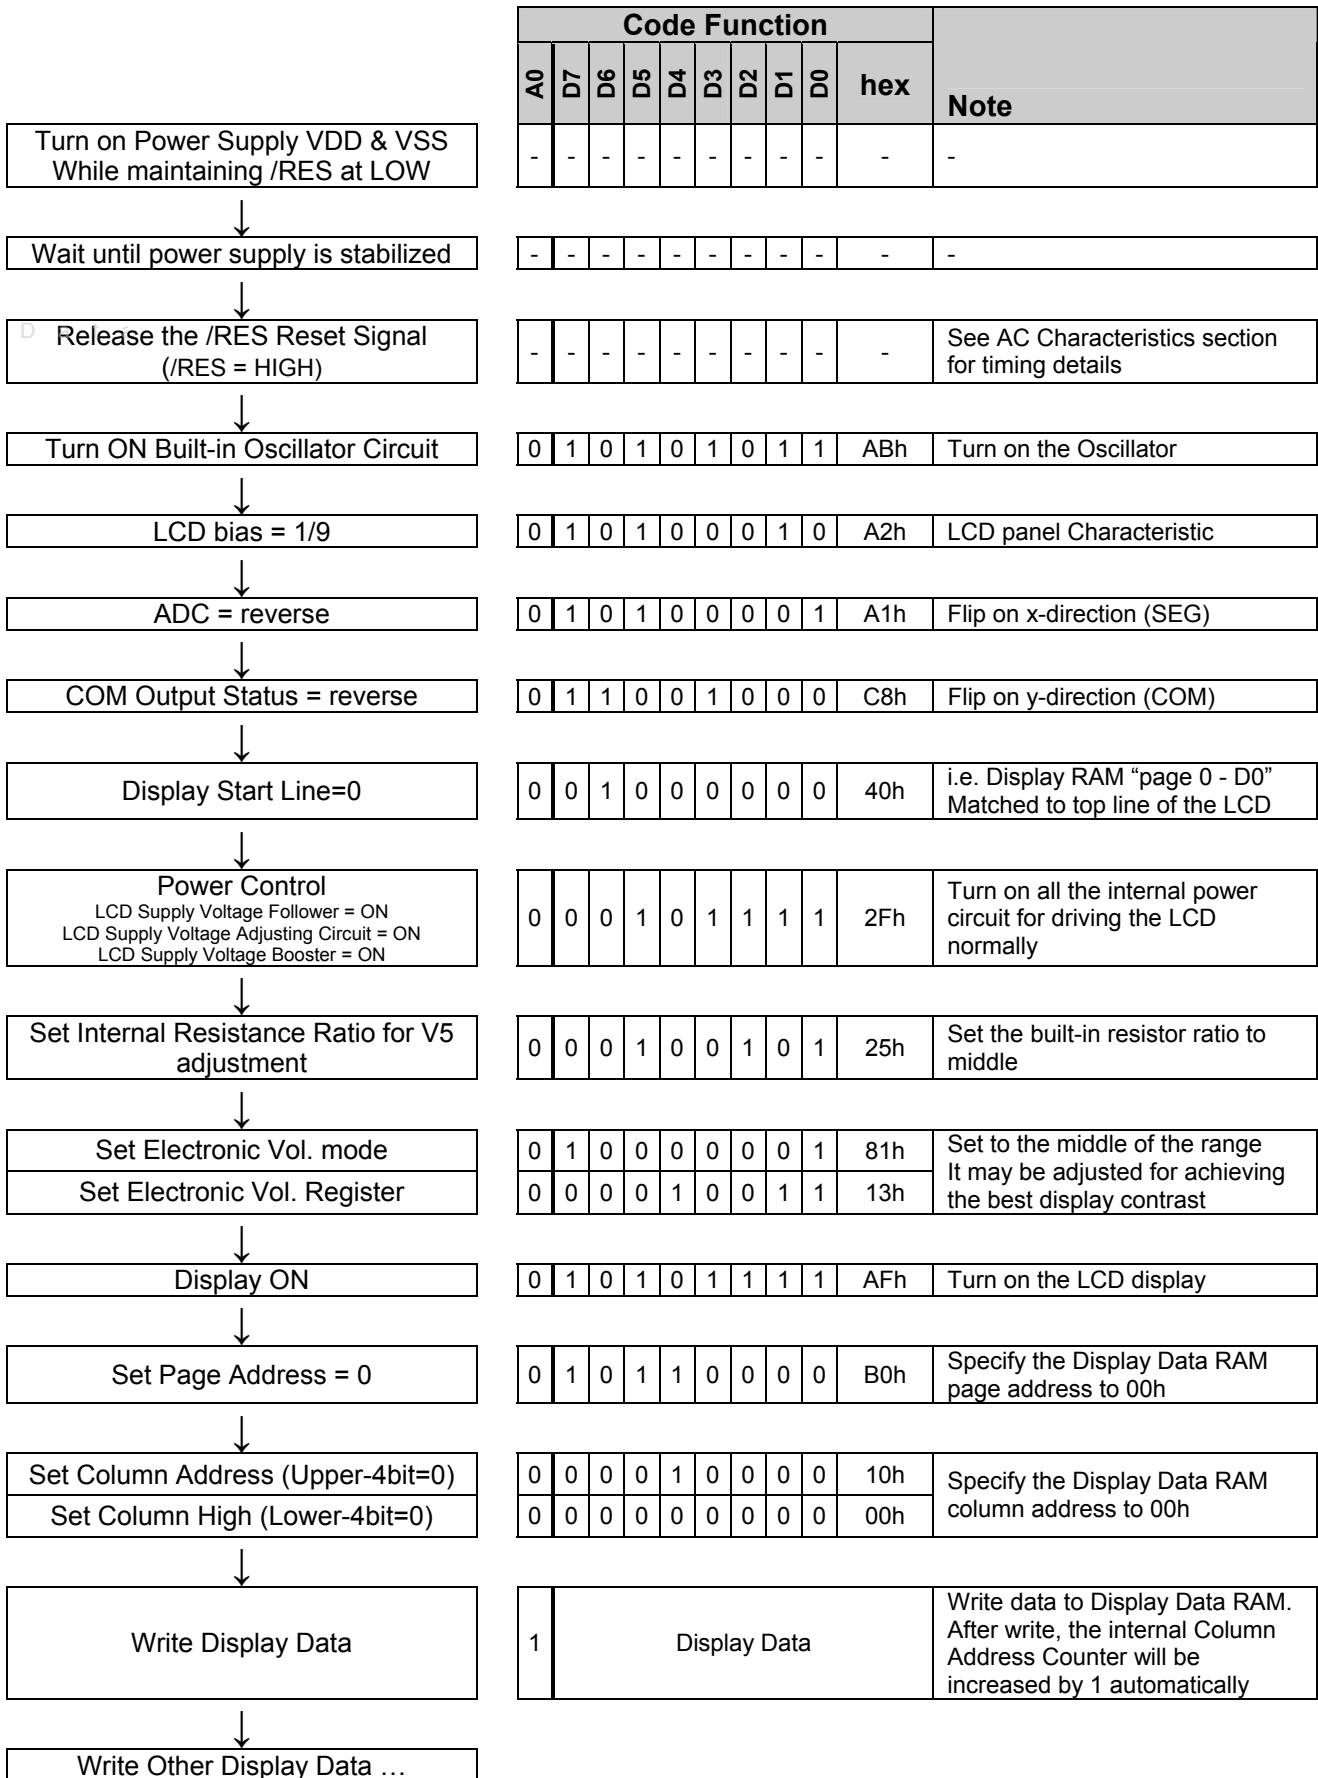 Code Function
A0 D7 D6 D5 D4 D3 D2 D1 D0 hex Note
Turn on Power Supply VDD & VSS
While maintaining /RES at LOW
- - - - - - - - - - -
Wait until power supply is stabilized
- - - - - - - - - - -
Release the /RES Reset Signal
(/RES = HIGH)
- - - - - - - - - -
See AC Characteristics section
for timing details
Turn ON Built-in Oscillator Circuit
0 1 0 1 0 1 0 1 1 ABh Turn on the Oscillator
LCD bias = 1/9
0 1 0 1 0 0 0 1 0 A2h LCD panel Characteristic
ADC = reverse
0 1 0 1 0 0 0 0 1 A1h Flip on x-direction (SEG)
COM Output Status = reverse
0 1 1 0 0 1 0 0 0 C8h Flip on y-direction (COM)
Display Start Line=0
0 0 1 0 0 0 0 0 0 40h
i.e. Display RAM “page 0 - D0”
Matched to top line of the LCD
Power Control
LCD Supply Voltage Follower = ON
LCD Supply Voltage Adjusting Circuit = ON
LCD Supply Voltage Booster = ON
0 0 0 1 0 1 1 1 1 2Fh
Turn on all the internal power
circuit for driving the LCD
normally
Set Internal Resistance Ratio for V5
adjustment
0 0 0 1 0 0 1 0 1 25h
Set the built-in resistor ratio to
middle
Set Electronic Vol. mode
0 1 0 0 0 0 0 0 1 81h
Set Electronic Vol. Register
0 0 0 0 1 0 0 1 1 13h
Set to the middle of the range
It may be adjusted for achieving
the best display contrast
Display ON
0 1 0 1 0 1 1 1 1 AFh Turn on the LCD display
Set Page Address = 0
0 1 0 1 1 0 0 0 0 B0h
Specify the Display Data RAM
page address to 00h
Set Column Address (Upper-4bit=0)
0 0 0 0 1 0 0 0 0 10h
Set Column High (Lower-4bit=0)
0 0 0 0 0 0 0 0 0 00h
Specify the Display Data RAM
column address to 00h
Write Display Data
1 Display Data
Write data to Display Data RAM.
After write, the internal Column
Address Counter will be
increased by 1 automatically
Write Other Display Data …